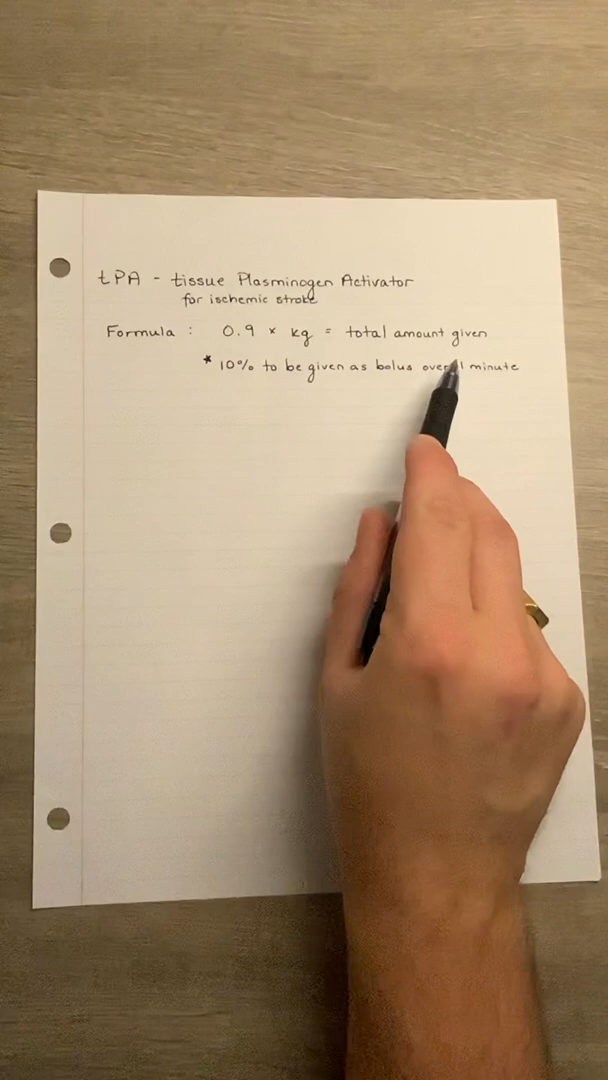 tPA - tissue Plasminogen Activator
for ischemic stroke
Formula : 0.9 × kg = total amount given
* 10% to be given as bolus over 1 minute